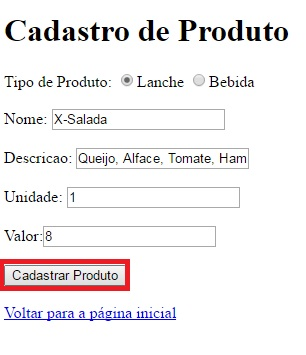 Cadastro de Produto
Tipo de Produto: Lanche Bebida
Nome: X-Salada
Descricao: Queijo, Alface, Tomate, Ham
Unidade: 1
Valor:8
Cadastrar Produto
Voltar para a página inicial